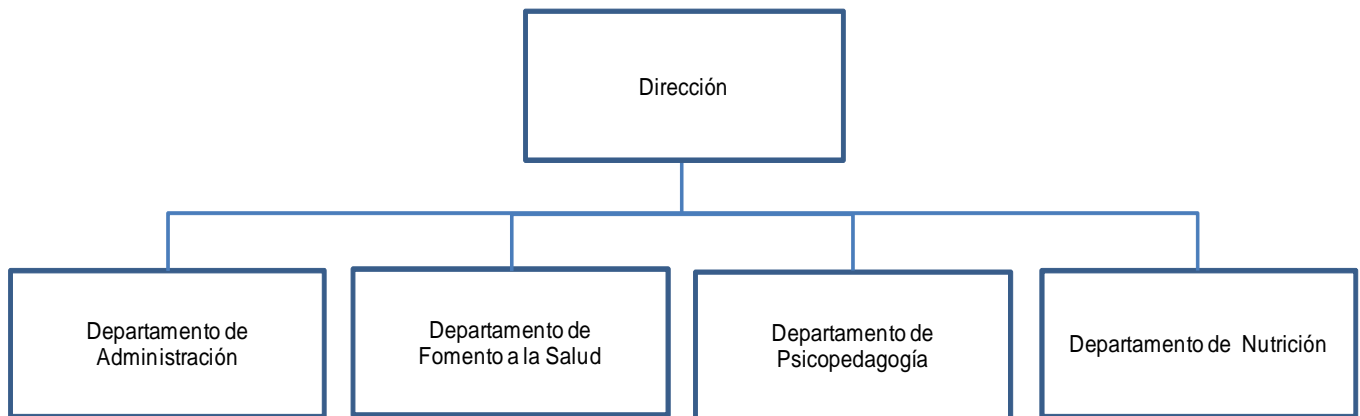 Dirección
Departamento de
Administración
Departamento de
Fomento a la Salud
Departamento de
Psicopedagogía
Departamento de Nutrición